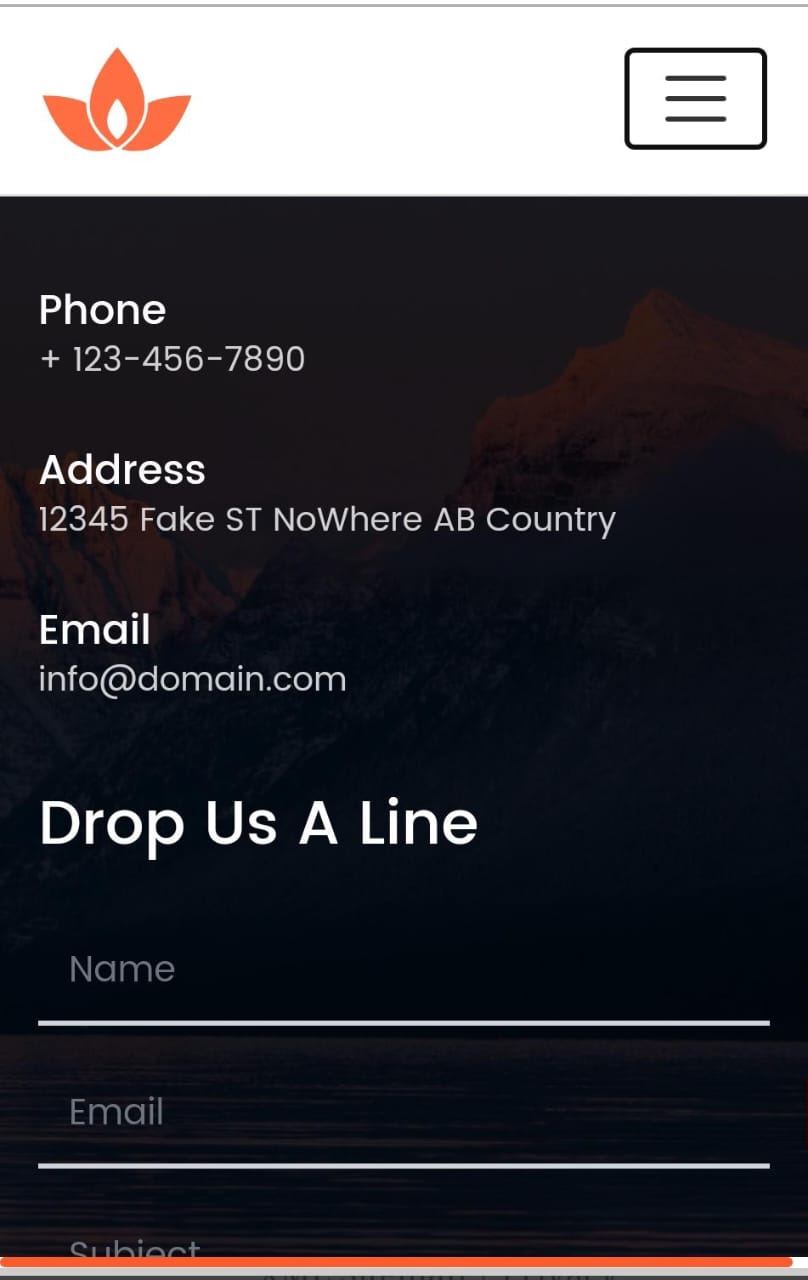 Phone
+ 123-456-7890
Address
12345 Fake ST NoWhere AB Country
Email
info@domain.com
Drop Us A Line
Name
Email
Subject